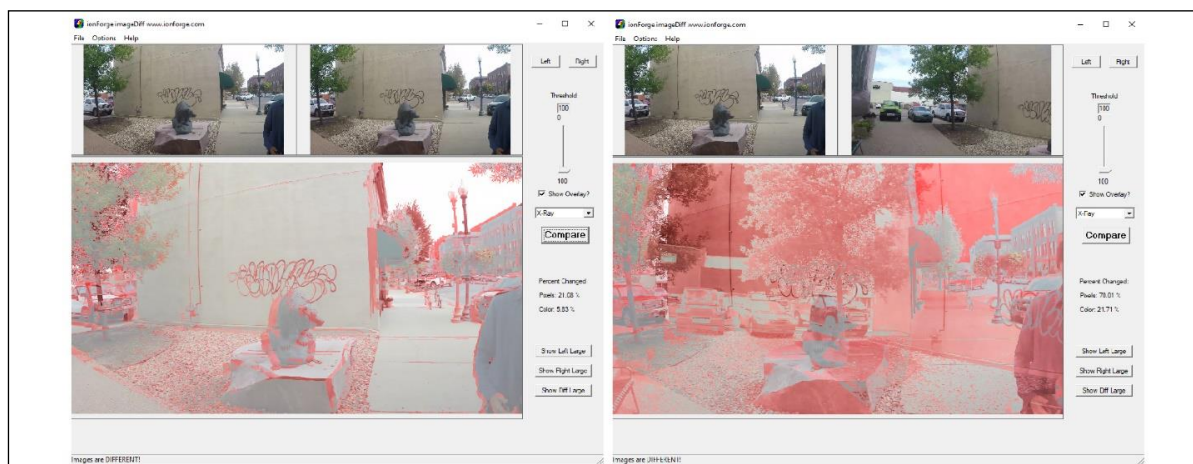 ionForge imageDiff www.ionforge.com
File Options Help
Left Right
Threshold
100
0
100
Show Overlay?
X-Ray
Compare
Percent Changed:
Pixels: 21.08 %
Color: 5.63 %
Show Left Large
Show Right Large
Show Diff Large
Images are DIFFERENT!
ionForge imageDiff www.ionforge.com
File Options Help
Left Right
Threshold
100
0
100
Show Overlay?
X-Ray
Compare
Percent Changed:
Pixels: 78.01 %
Color: 21.71 %
Show Left Large
Show Right Large
Show Diff Large
Images are DIFFERENT!